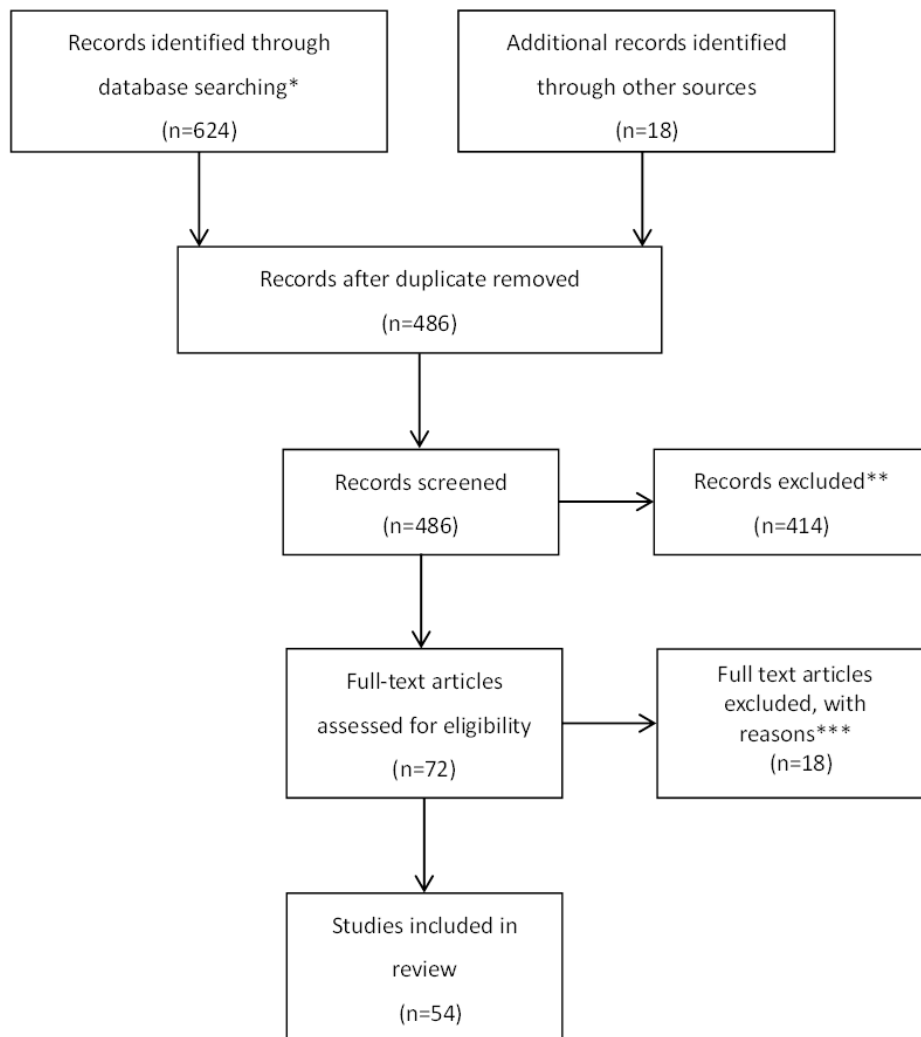 Records identified through
database searching*
(n=624)
Additional records identified
through other sources
(n=18)
Records after duplicate removed
(n=486)
Records screened
(n=486)
Records excluded**
(n=414)
Full-text articles
assessed for eligibility
(n=72)
Full text articles
excluded, with
reasons***
(n=18)
Studies included in
review
(n=54)